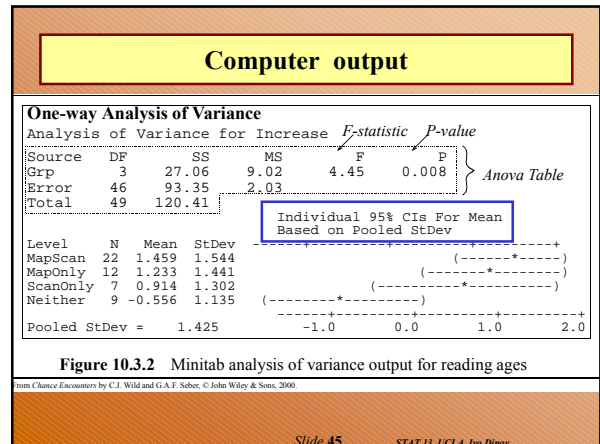 Computer output
One-way Analysis of Variance
Analysis of Variance for Increase F-statistic P-value
Source DF SS MS F P
Grp 3 27.06 9.02 4.45 0.008
Anova Table
Error 46 93.35 2.03
Total 49 120.41
Individual 95% CIs For Mean
Based on Pooled StDev
Level N Mean StDev -------+---------+---------+---------+
MapScan 22 1.459 1.544 (------*-----)
MapOnly 12 1.233 1.441 (-------*--------)
ScanOnly 7 0.914 1.302 (----------*----------)
Neither 9 -0.556 1.135 (--------*---------)
------+---------+---------+---------+
Pooled StDev = 1.425 -1.0 0.0 1.0 2.0
Figure 10.3.2 Minitab analysis of variance output for reading ages
From Chance Encounters by C.J. Wild and G.A.F. Seber, © John Wiley & Sons, 2000.
Slide 45 STAT 13, UCLA, Ivo Dinov